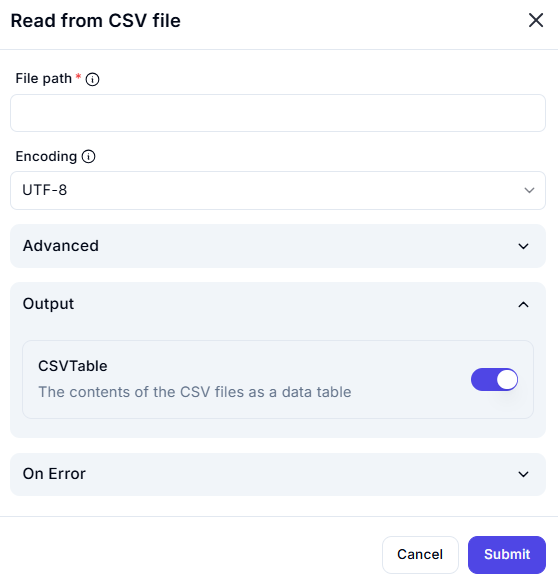 Read from CSV file
File path *
Encoding
UTF-8
Advanced
Output
CSVTable
The contents of the CSV files as a data table
On Error
Cancel Submit